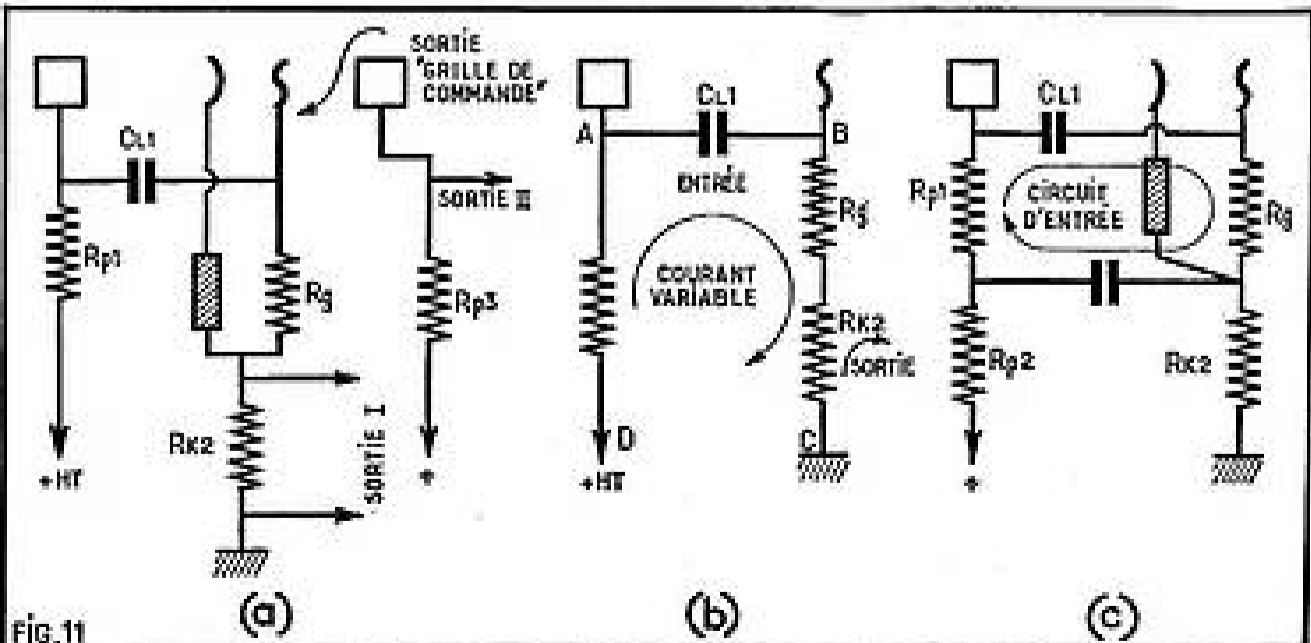 SORTIE
"GRILLE DE
COMMANDE"
CL1
SORTIE II
Rp1
Rg
Rp3
RK2
SORTIE I
+HT
+
(a)
A
CL1
B
ENTRÉE
Rg
COURANT
VARIABLE
RK2
SORTIE
D
C
+HT
(b)
CL1
Rp1
CIRCUIT
D'ENTRÉE
Rg
Rp2
RK2
+
(c)
FIG.11